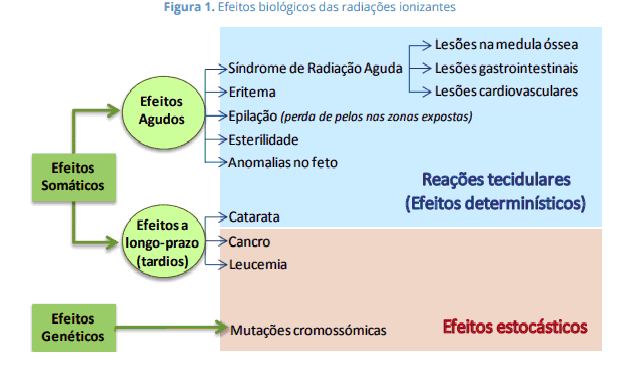 Figura 1. Efeitos biológicos das radiações ionizantes
Efeitos
Somáticos
Efeitos
Agudos
Síndrome de Radiação Aguda
Lesões na medula óssea
Lesões gastrointestinais
Lesões cardiovasculares
Eritema
Epilação (perda de pelos nas zonas expostas)
Esterilidade
Anomalias no feto
Reações tecidulares
(Efeitos determinísticos)
Efeitos a
longo-prazo
(tardios)
Catarata
Cancro
Leucemia
Efeitos
Genéticos
Mutações cromossómicas
Efeitos estocásticos